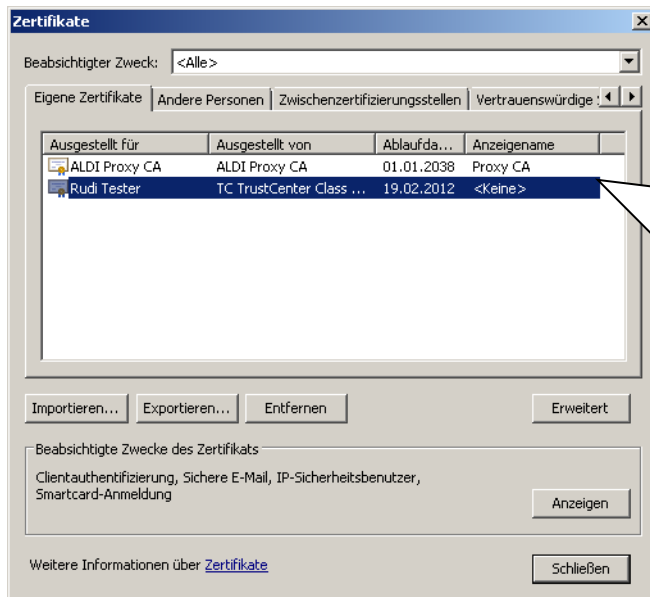 Zertifikate
Beabsichtigter Zweck: <Alle>
Eigene Zertifikate Andere Personen Zwischenzertifizierungsstellen Vertrauenswürdige
Ausgestellt für Ausgestellt von Ablaufda... Anzeigename
ALDI Proxy CA ALDI Proxy CA 01.01.2038 Proxy CA
Rudi Tester TC TrustCenter Class ... 19.02.2012 <Keine>
Importieren... Exportieren... Entfernen Erweitert
Beabsichtigte Zwecke des Zertifikats
Clientauthentifizierung, Sichere E-Mail, IP-Sicherheitsbenutzer,
Smartcard-Anmeldung
Anzeigen
Weitere Informationen über Zertifikate
Schließen